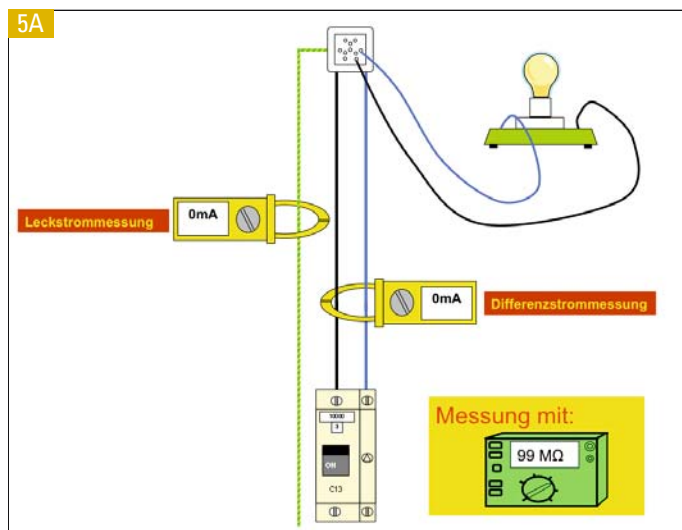 5A
Leckstrommessung
0mA
0mA
Differenzstrommessung
10000
3
ON
C13
Messung mit:
99 MΩ